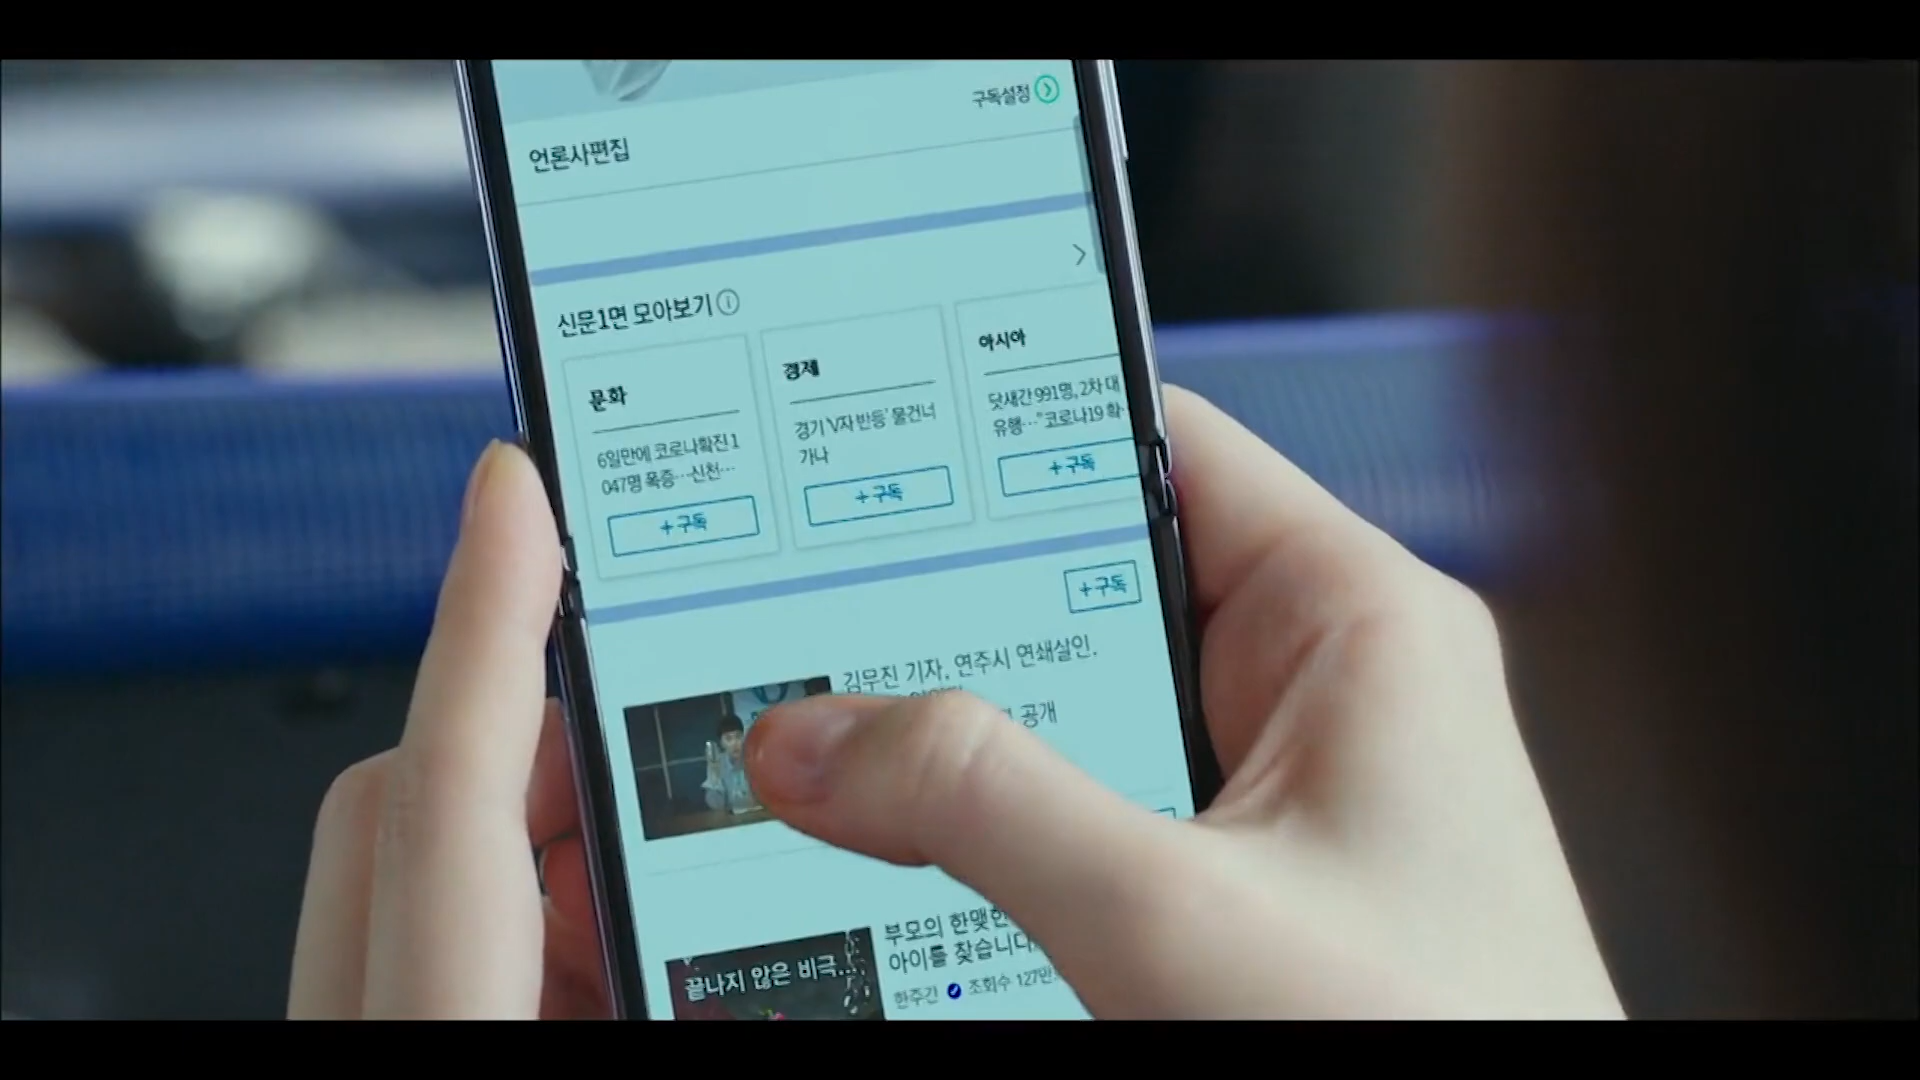 구독설정
언론사편집
신문1면 모아보기
문화
6일만에 코로나확진 1
047명 폭증…신천…
+ 구독
경제
경기 'V자 반등' 물건너
가나
+ 구독
아시아
닷새간 991명, 2차 대
유행…"코로나19 확
+ 구독
+ 구독
김무진 기자, 연주시 연쇄살인,
공개
끝나지 않은 비극...
부모의 한맺힌
아이를 찾습니다
한주간 조회수 127만